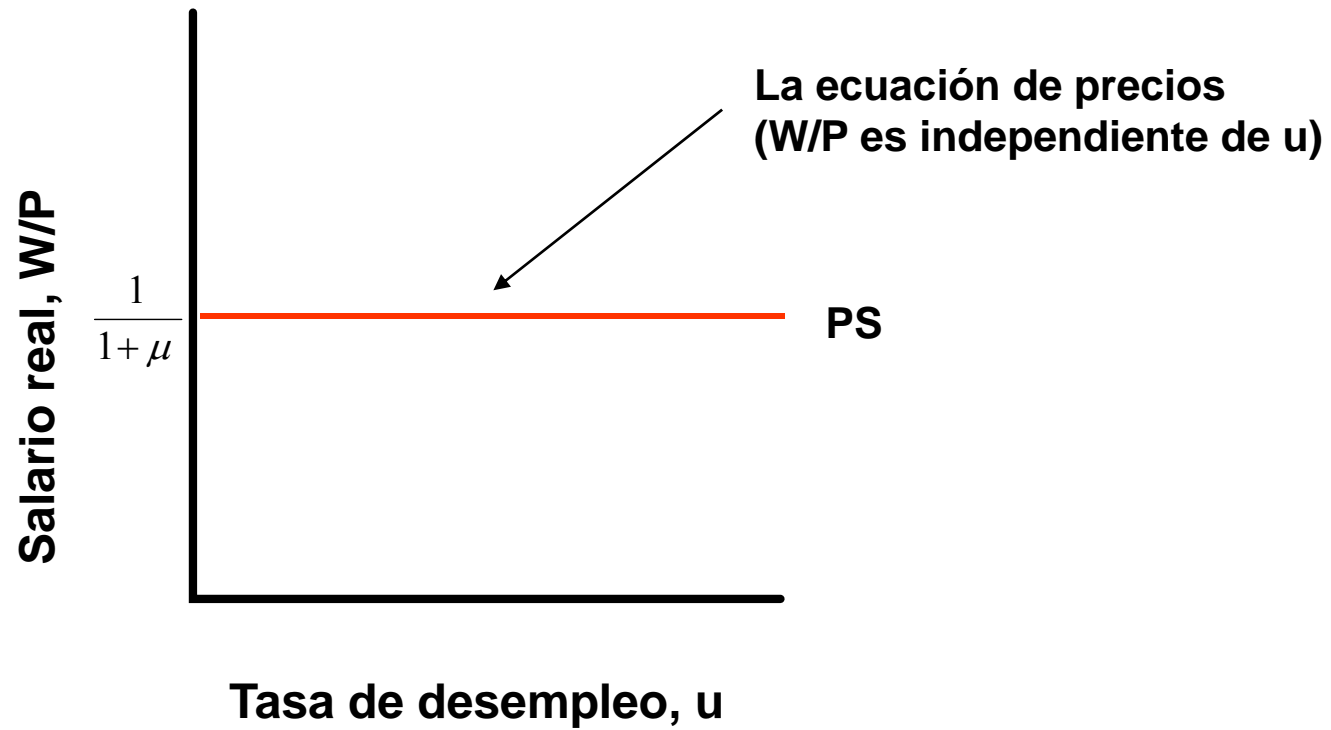 La ecuación de precios
(W/P es independiente de u)
Salario real, W/P
1
1+ μ
PS
Tasa de desempleo, u